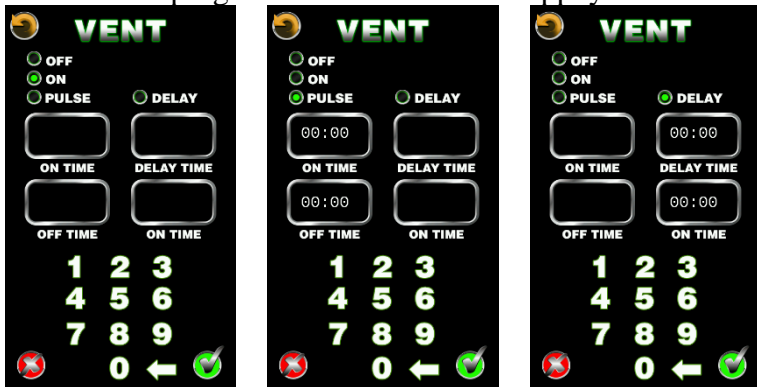 VENT
OFF
ON
PULSE DELAY
ON TIME DELAY TIME
OFF TIME ON TIME
1 2 3
4 5 6
7 8 9
0
VENT
OFF
ON
PULSE DELAY
00:00
ON TIME DELAY TIME
00:00
OFF TIME ON TIME
1 2 3
4 5 6
7 8 9
0
VENT
OFF
ON
PULSE DELAY
00:00
ON TIME DELAY TIME
00:00
OFF TIME ON TIME
1 2 3
4 5 6
7 8 9
0